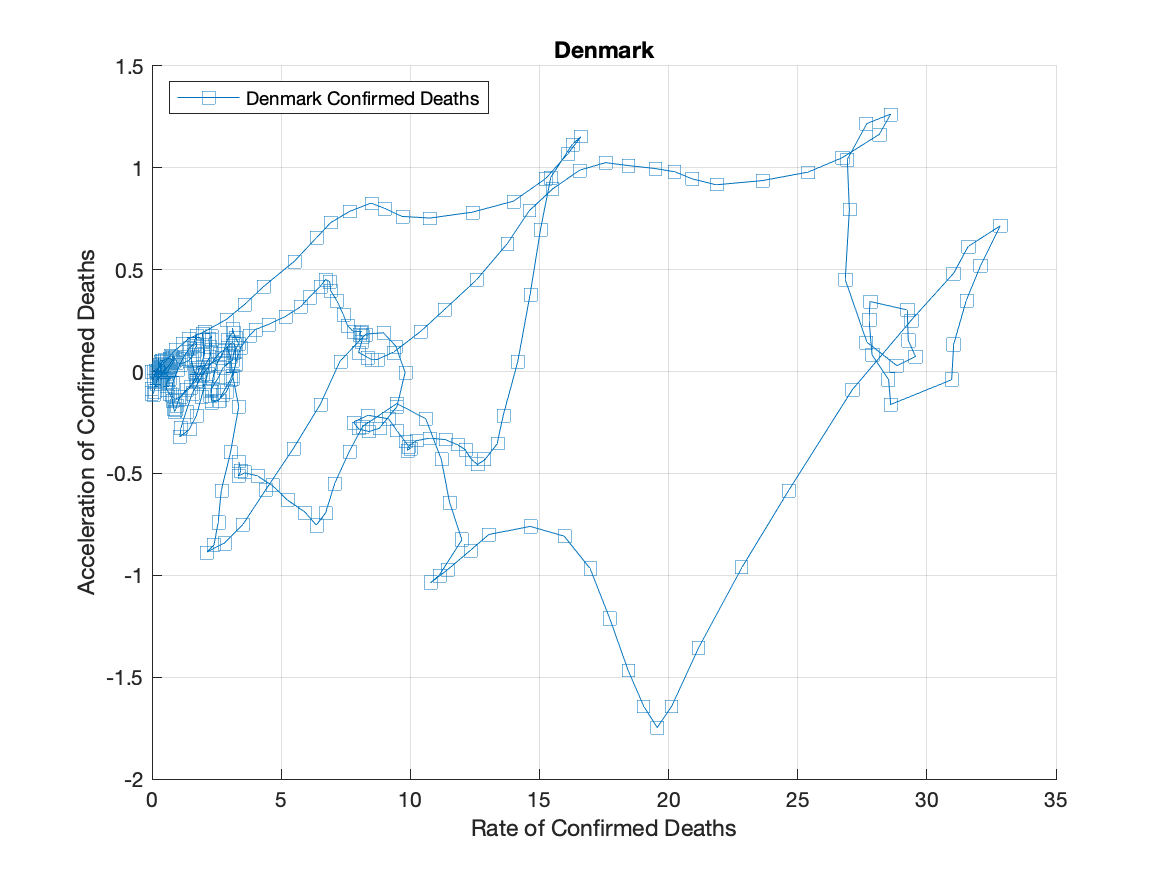 Denmark
Denmark Confirmed Deaths
1.5
1
0.5
0
-0.5
-1
-1.5
-2
Acceleration of Confirmed Deaths
0 5 10 15 20 25 30 35
Rate of Confirmed Deaths